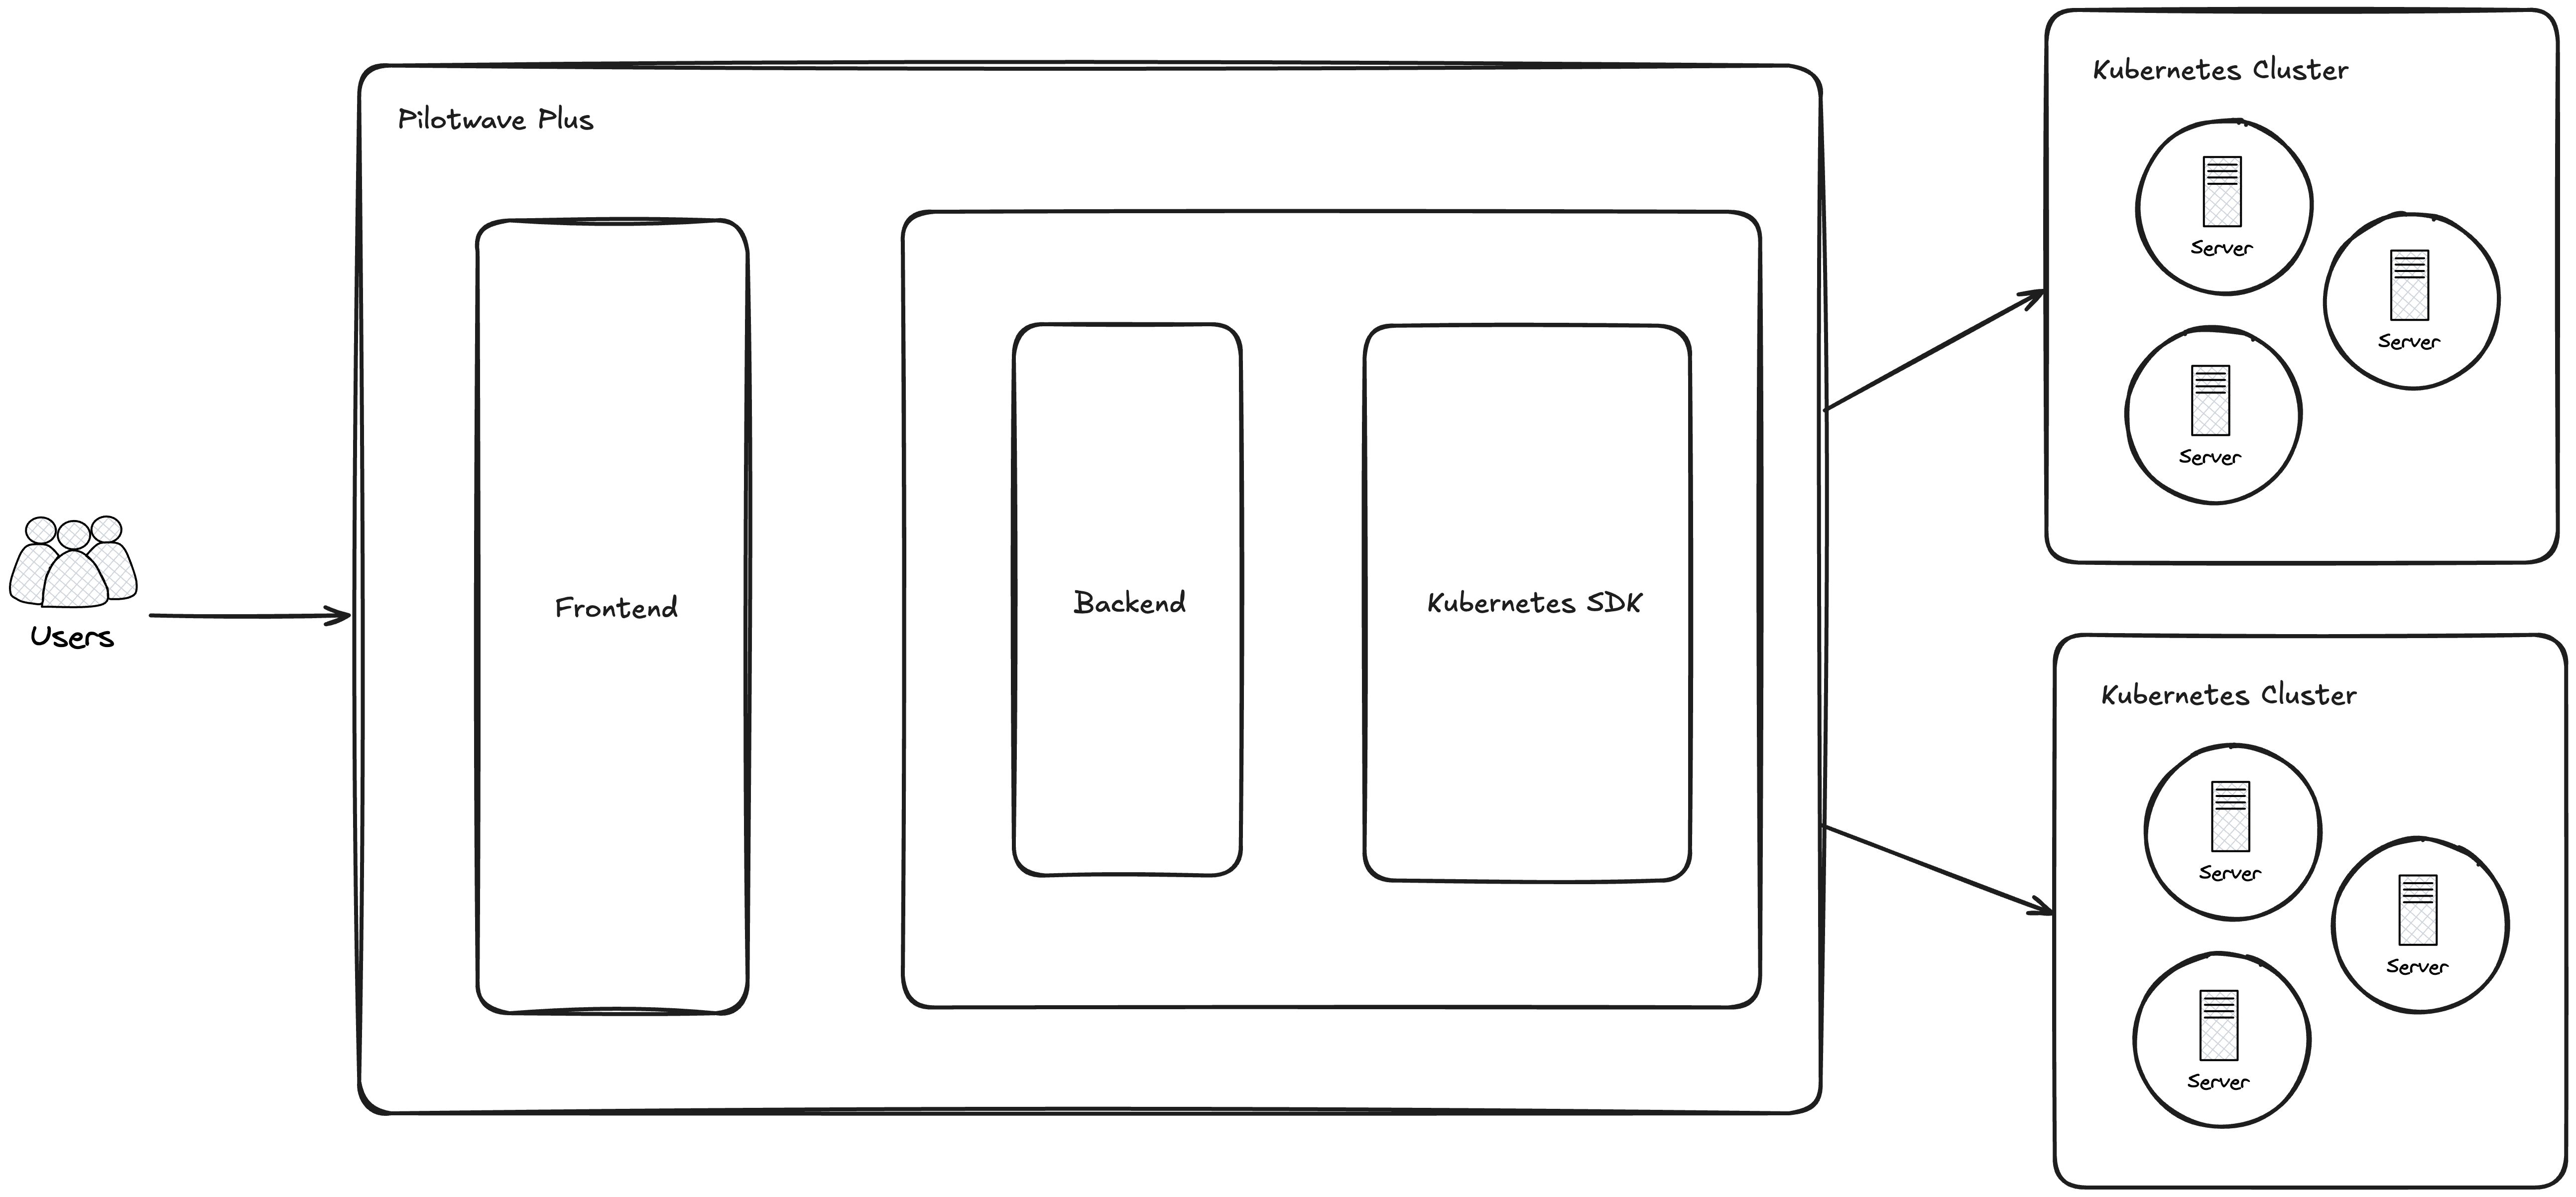 Pilotwave Plus
Users
Frontend
Backend
Kubernetes SDK
Kubernetes Cluster
Server
Server
Server
Kubernetes Cluster
Server
Server
Server